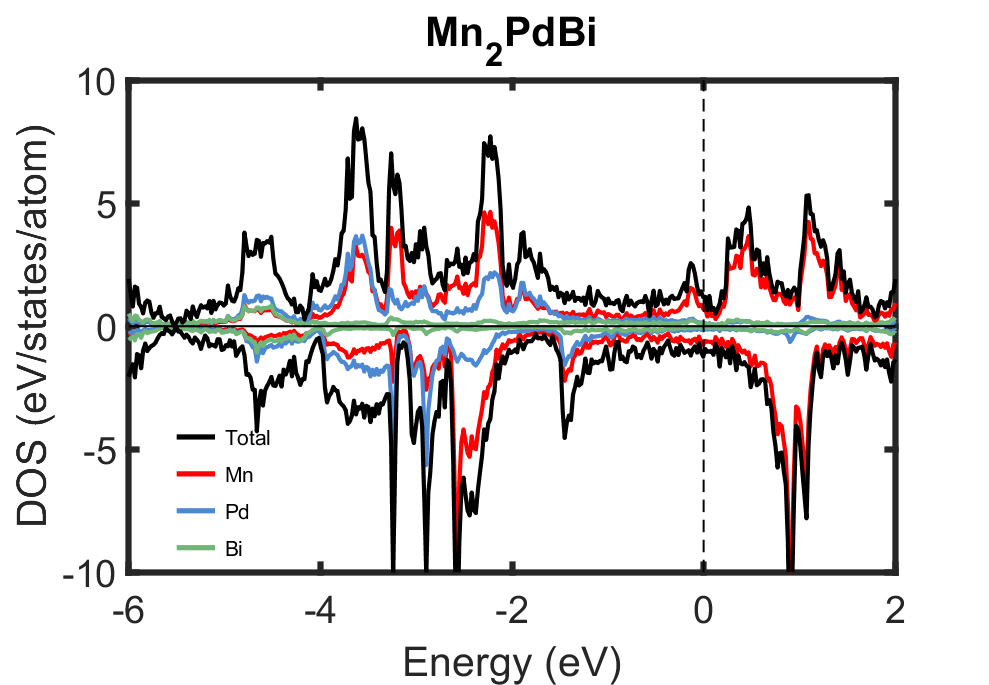 Mn₂PdBi
DOS (eV/states/atom)
10
5
0
-5
-10
Total
Mn
Pd
Bi
-6 -4 -2 0 2
Energy (eV)